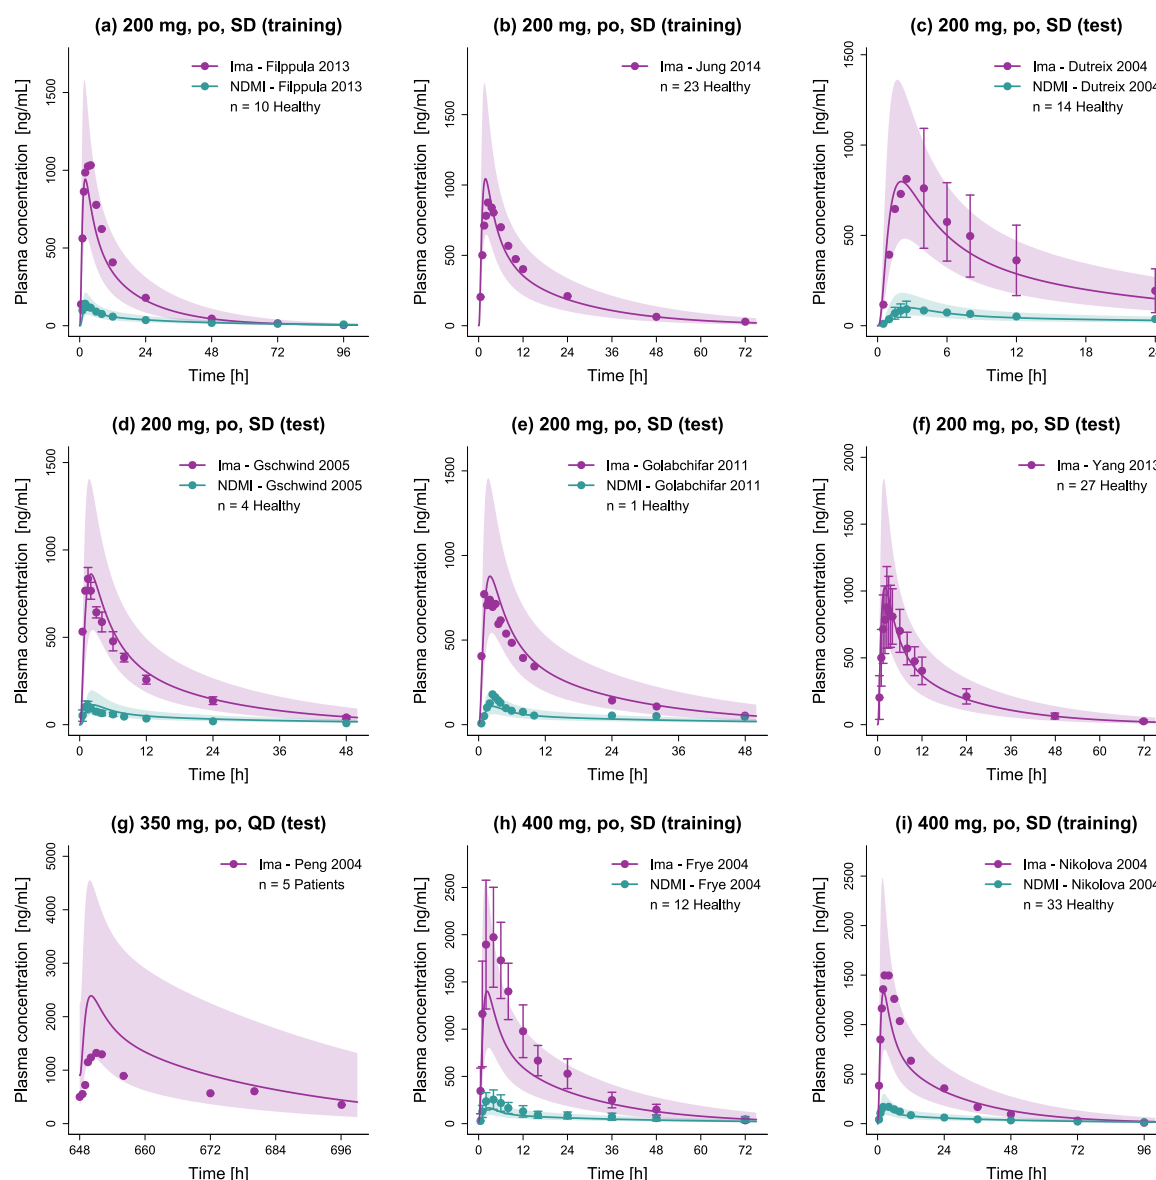 (a) 200 mg, po, SD (training)
Plasma concentration [ng/mL]
0 500 1000 1500
Ima - Filppula 2013
NDMI - Filppula 2013
n = 10 Healthy
0 24 48 72 96
Time [h]
(b) 200 mg, po, SD (training)
Plasma concentration [ng/mL]
0 500 1000 1500
Ima - Jung 2014
n = 23 Healthy
0 12 24 36 48 60 72
Time [h]
(c) 200 mg, po, SD (test)
Plasma concentration [ng/mL]
0 500 1000 1500
Ima - Dutreix 2004
NDMI - Dutreix 2004
n = 14 Healthy
0 6 12 24
Time [h]
(d) 200 mg, po, SD (test)
Plasma concentration [ng/mL]
0 500 1000 1500
Ima - Gschwind 2005
NDMI - Gschwind 2005
n = 4 Healthy
0 12 24 36 48
Time [h]
(e) 200 mg, po, SD (test)
Plasma concentration [ng/mL]
0 500 1000 1500
Ima - Golabchifar 2011
NDMI - Golabchifar 2011
n = 1 Healthy
0 12 24 36 48
Time [h]
(f) 200 mg, po, SD (test)
Plasma concentration [ng/mL]
0 500 1000 1500 2000
Ima - Yang 2013
n = 27 Healthy
0 12 24 36 48 60 72
Time [h]
(g) 350 mg, po, QD (test)
Plasma concentration [ng/mL]
0 1000 2000 3000 4000 5000
Ima - Peng 2004
n = 5 Patients
648 660 672 684 696
Time [h]
(h) 400 mg, po, SD (training)
Plasma concentration [ng/mL]
0 500 1000 1500 2000 2500
Ima - Frye 2004
NDMI - Frye 2004
n = 12 Healthy
0 12 24 36 48 60 72
Time [h]
(i) 400 mg, po, SD (training)
Plasma concentration [ng/mL]
0 500 1000 1500 2000 2500
Ima - Nikolova 2004
NDMI - Nikolova 2004
n = 33 Healthy
0 24 48 72 96
Time [h]